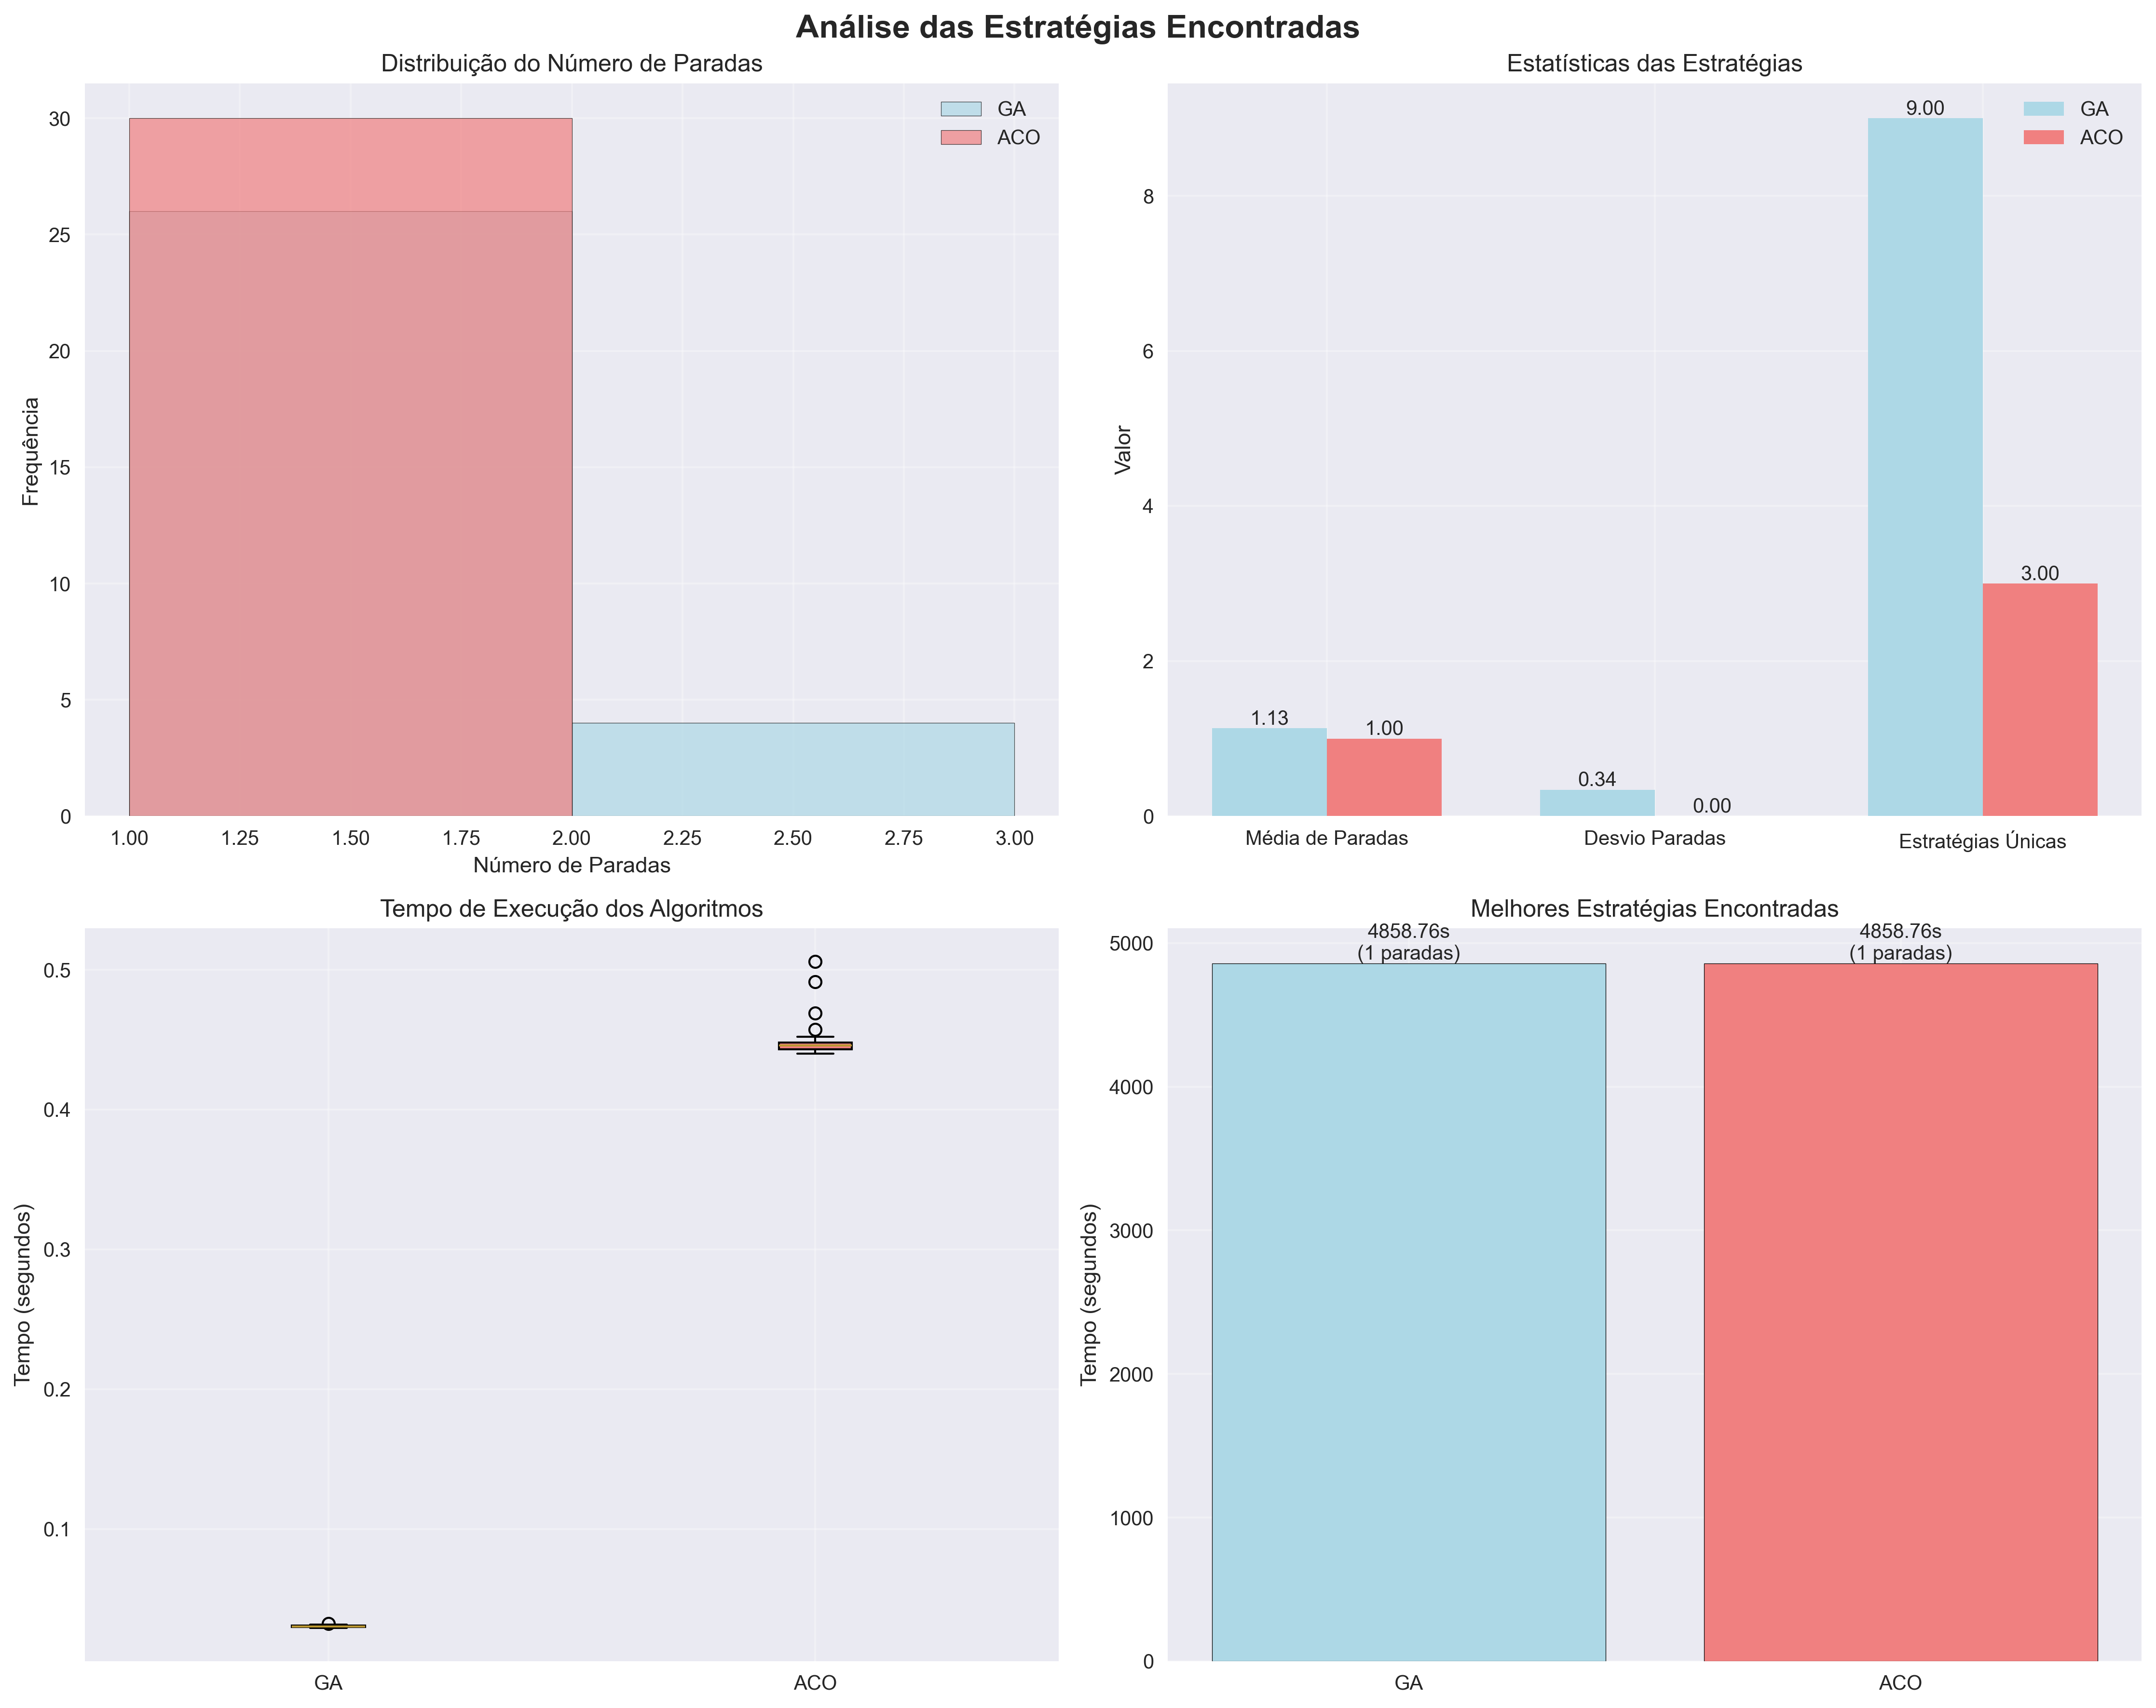 Análise das Estratégias Encontradas
Distribuição do Número de Paradas
GA
ACO
Frequência
30
25
20
15
10
5
0
1.00 1.25 1.50 1.75 2.00 2.25 2.50 2.75 3.00
Número de Paradas
Estatísticas das Estratégias
GA
ACO
Valor
8
6
4
2
0
1.13
1.00
0.34
0.00
9.00
3.00
Média de Paradas Desvio Paradas Estratégias Únicas
Tempo de Execução dos Algoritmos
Tempo (segundos)
0.5
0.4
0.3
0.2
0.1
GA ACO
Melhores Estratégias Encontradas
Tempo (segundos)
5000
4000
3000
2000
1000
0
4858.76s
(1 paradas)
4858.76s
(1 paradas)
GA ACO